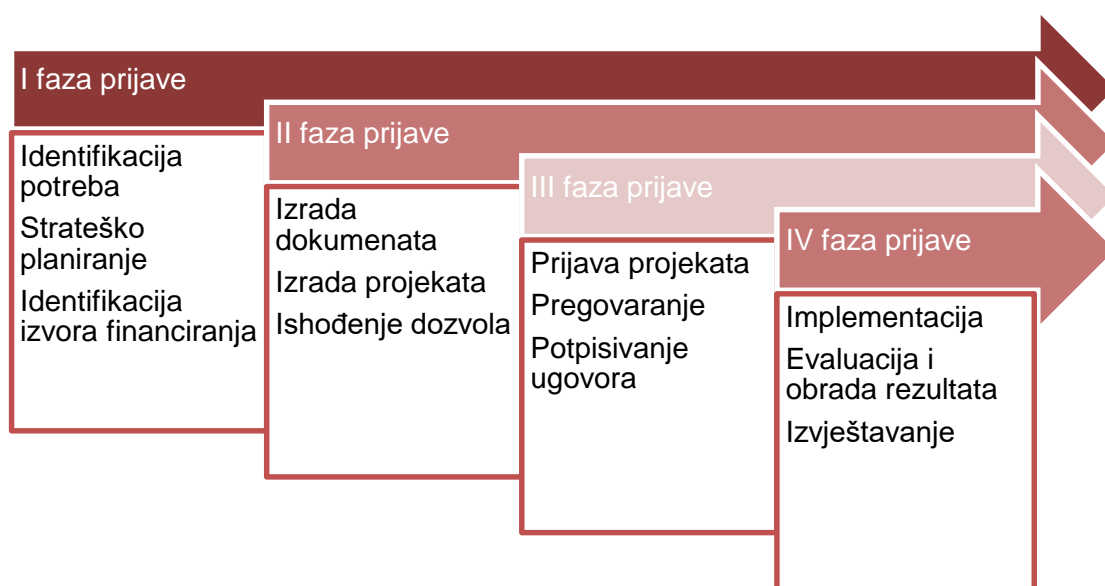 I faza prijave
Identifikacija
potreba
Strateško
planiranje
Identifikacija
izvora financiranja
II faza prijave
Izrada
dokumenata
Izrada projekata
Ishođenje dozvola
III faza prijave
Prijava projekata
Pregovaranje
Potpisivanje
ugovora
IV faza prijave
Implementacija
Evaluacija i
obrada rezultata
Izvještavanje